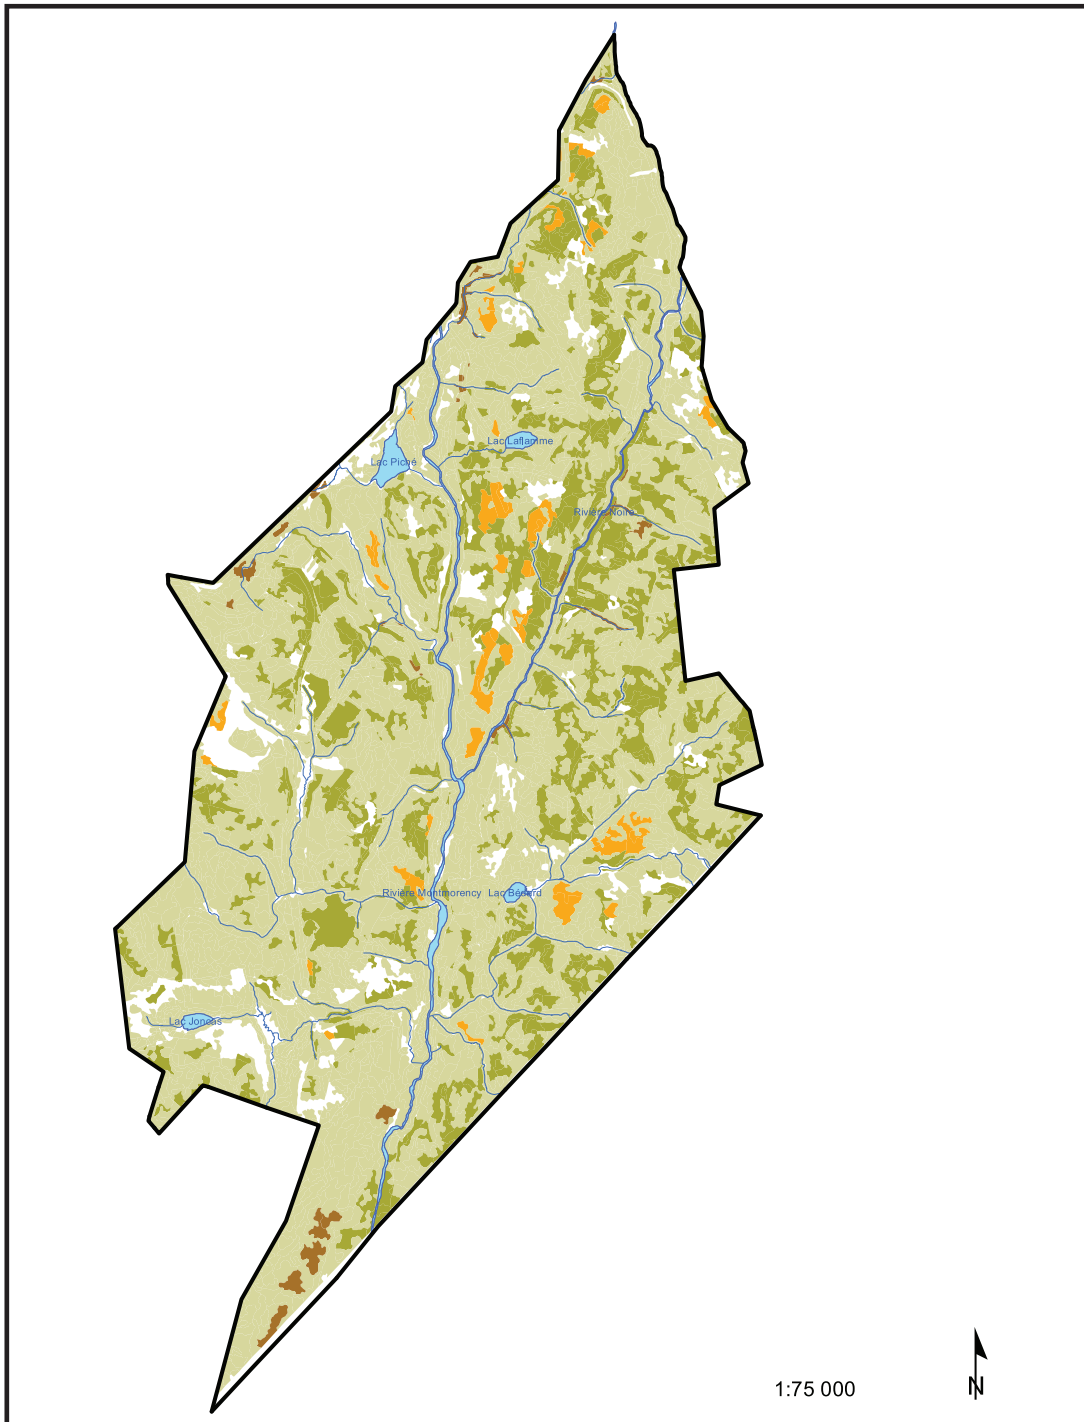 Lac Laflamme
Lac Piché
Rivière Noire
Rivière Montmorency
Lac Bédard
Lac Joncas
1:75 000
N